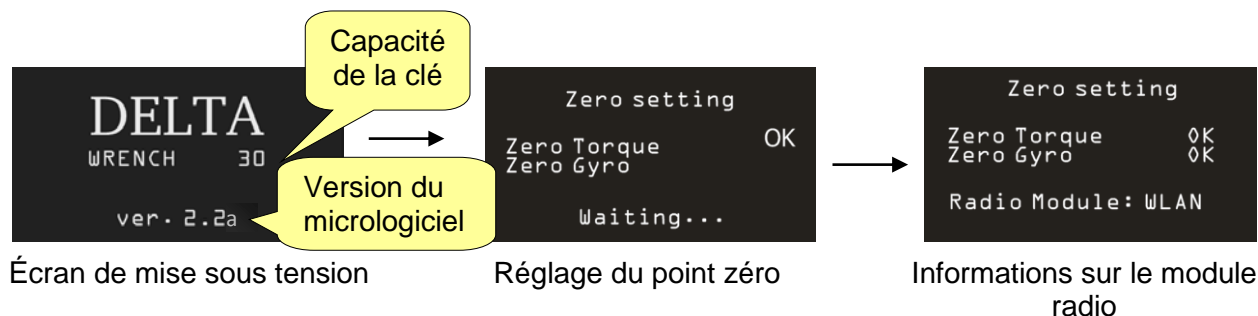 Capacité
de la clé
DELTA
WRENCH 30
Version du
micrologiciel
ver. 2.2a
Écran de mise sous tension
Zero setting
Zero Torque OK
Zero Gyro
Waiting...
Réglage du point zéro
Zero setting
Zero Torque OK
Zero Gyro OK
Radio Module: WLAN
Informations sur le module
radio